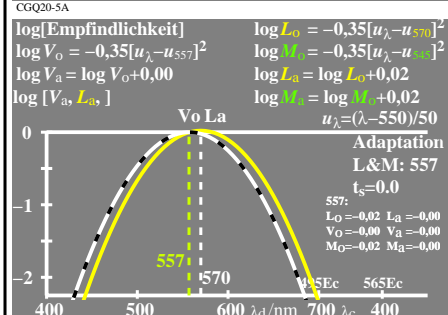 CGQ20-5A
log[Empfindlichkeit] log Lo = –0,35[uλ–u570]²
log Vo = –0,35[uλ–u557]² log Mo = –0,35[uλ–u545]²
log Va = log Vo+0,00 log La = log Lo+0,02
log [Va, La, ] log Ma = log Mo+0,02
Vo La uλ=(λ–550)/50
0
Adaptation
L&M: 557
ts=0.0
557:
LO =–0,02 La =–0,00
VO =–0,00 Va =–0,00
MO=–0,02 Ma=–0,00
–1
557
570
–2
495Ec 565Ec
400 500 600 λd/nm 700 λc 400